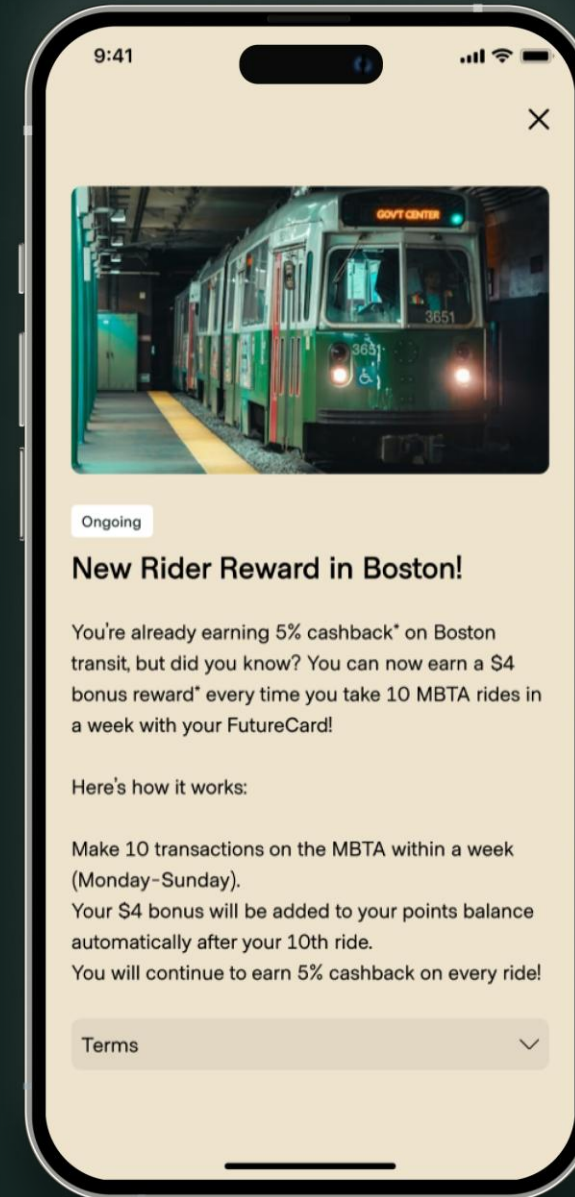 9:41
GOV'T CENTER
3651
3651
Ongoing
New Rider Reward in Boston!
You're already earning 5% cashback* on Boston
transit, but did you know? You can now earn a $4
bonus reward* every time you take 10 MBTA rides in
a week with your FutureCard!
Here's how it works:
Make 10 transactions on the MBTA within a week
(Monday-Sunday).
Your $4 bonus will be added to your points balance
automatically after your 10th ride.
You will continue to earn 5% cashback on every ride!
Terms